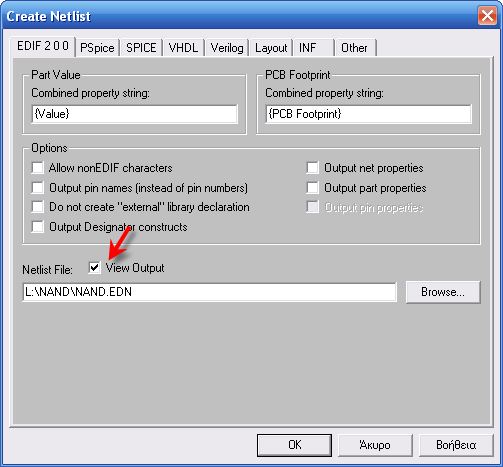 Create Netlist
EDIF 2 0 0 PSpice SPICE VHDL Verilog Layout INF Other
Part Value
Combined property string:
{Value}
PCB Footprint
Combined property string:
{PCB Footprint}
Options
Allow nonEDIF characters
Output pin names (instead of pin numbers)
Do not create "external" library declaration
Output Designator constructs
Output net properties
Output part properties
Output pin properties
Netlist File: View Output
L:\NAND\NAND.EDN Browse...
OK Άκυρο Βοήθεια